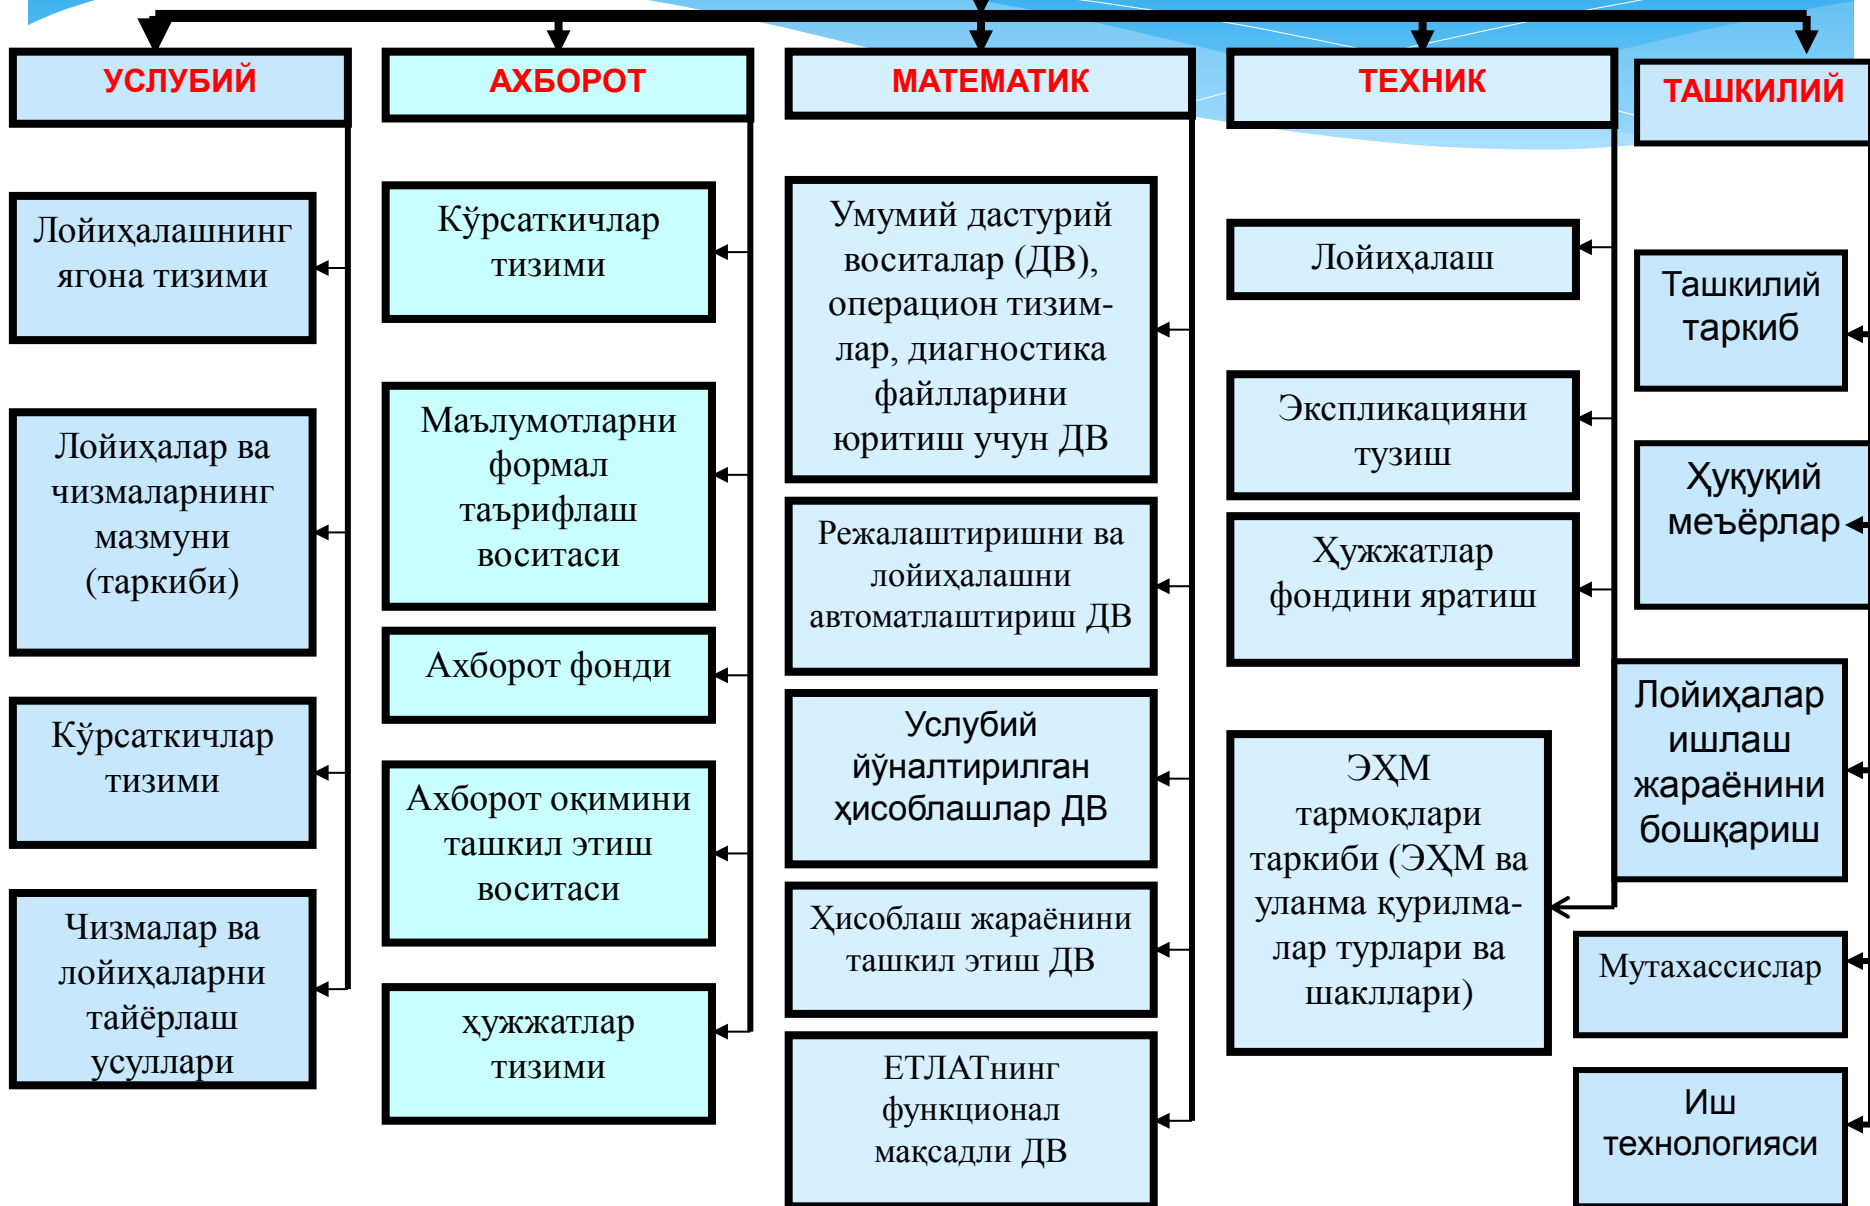 УСЛУБИЙ
Лойиҳалашнинг
ягона тизими
Лойиҳалар ва
чизмаларнинг
мазмуни
(таркиби)
Кўрсаткичлар
тизими
Чизмалар ва
лойиҳаларни
тайёрлаш
усуллари
АХБОРОТ
Кўрсаткичлар
тизими
Маълумотларни
формал
таърифлаш
воситаси
Ахборот фонди
Ахборот оқимини
ташкил этиш
воситаси
ҳужжатлар
тизими
МАТЕМАТИК
Умумий дастурий
воситалар (ДВ),
операцион тизим-
лар, диагностика
файлларини
юритиш учун ДВ
Режалаштиришни ва
лойиҳалашни
автоматлаштириш ДВ
Услубий
йўналтирилган
ҳисоблашлар ДВ
Ҳисоблаш жараёнини
ташкил этиш ДВ
ЕТЛАТнинг
функционал
мақсадли ДВ
ТЕХНИК
Лойиҳалаш
Экспликацияни
тузиш
Ҳужжатлар
фондини яратиш
ЭҲМ
тармоқлари
таркиби (ЭҲМ ва
уланма қурилма-
лар турлари ва
шакллари)
ТАШКИЛИЙ
Ташкилий
таркиб
Ҳуқуқий
меъёрлар
Лойиҳалар
ишлаш
жараёнини
бошқариш
Мутахассислар
Иш
технологияси